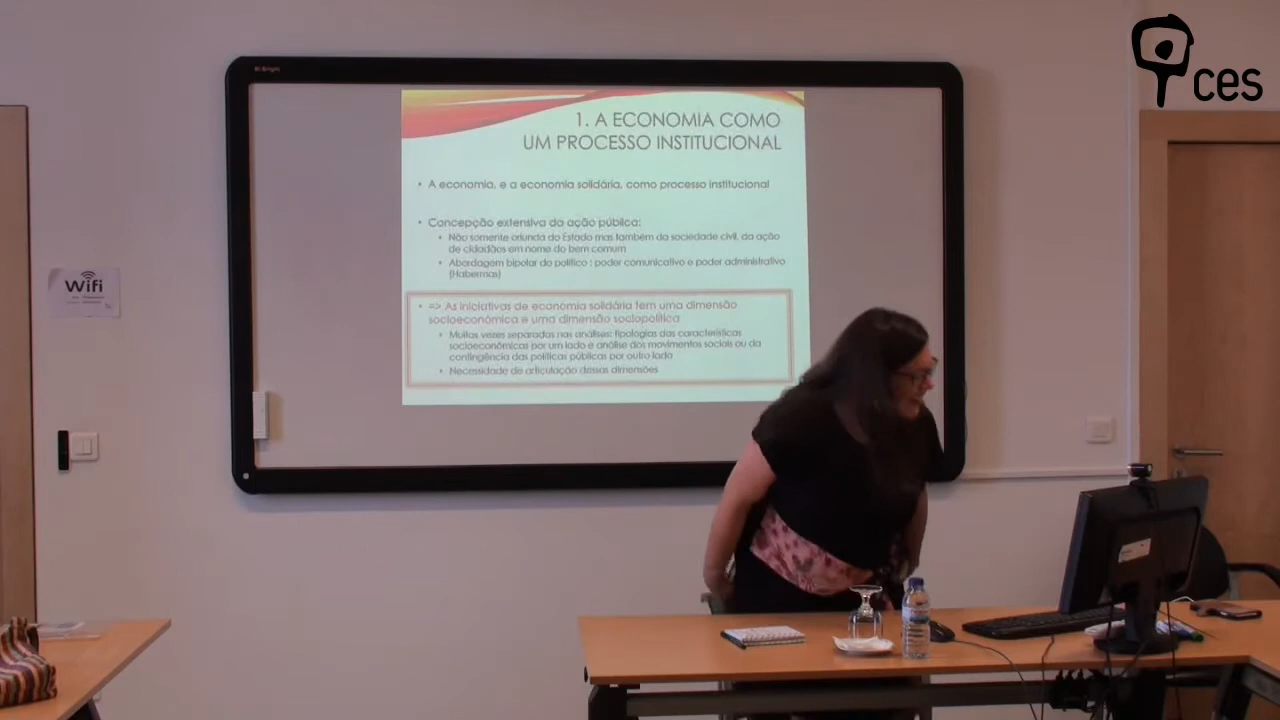 ces
1. A ECONOMIA COMO
UM PROCESSO INSTITUCIONAL
• A economia, e a economia solidária, como processo institucional
• Concepção extensiva da ação pública:
• Não somente oriunda do Estado mas também da sociedade civil, da ação
de cidadãos em nome do bem comum
• Abordagem bipolar do político : poder comunicativo e poder administrativo
(Habermas)
• => As iniciativas de economia solidária tem uma dimensão
socioeconómica e uma dimensão sociopolítica
• Muitas vezes separadas nas análises: tipologias das características
socioeconómicas por um lado e análise dos movimentos sociais ou da
contingência das políticas públicas por outro lado
• Necessidade de articulação dessas dimensões
Wifi